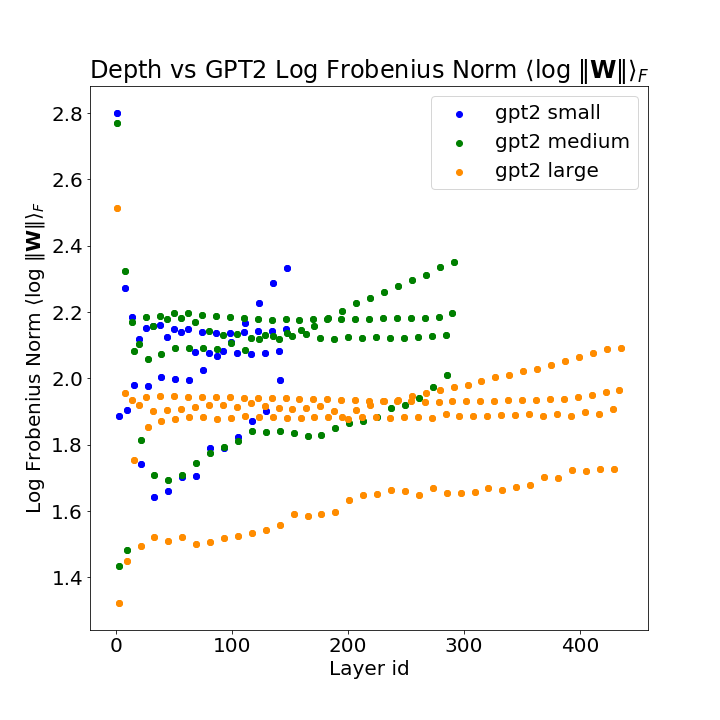 Depth vs GPT2 Log Frobenius Norm ⟨log ‖W‖⟩F
gpt2 small
gpt2 medium
gpt2 large
Log Frobenius Norm ⟨log ‖W‖⟩F
2.8
2.6
2.4
2.2
2.0
1.8
1.6
1.4
0 100 200 300 400
Layer id